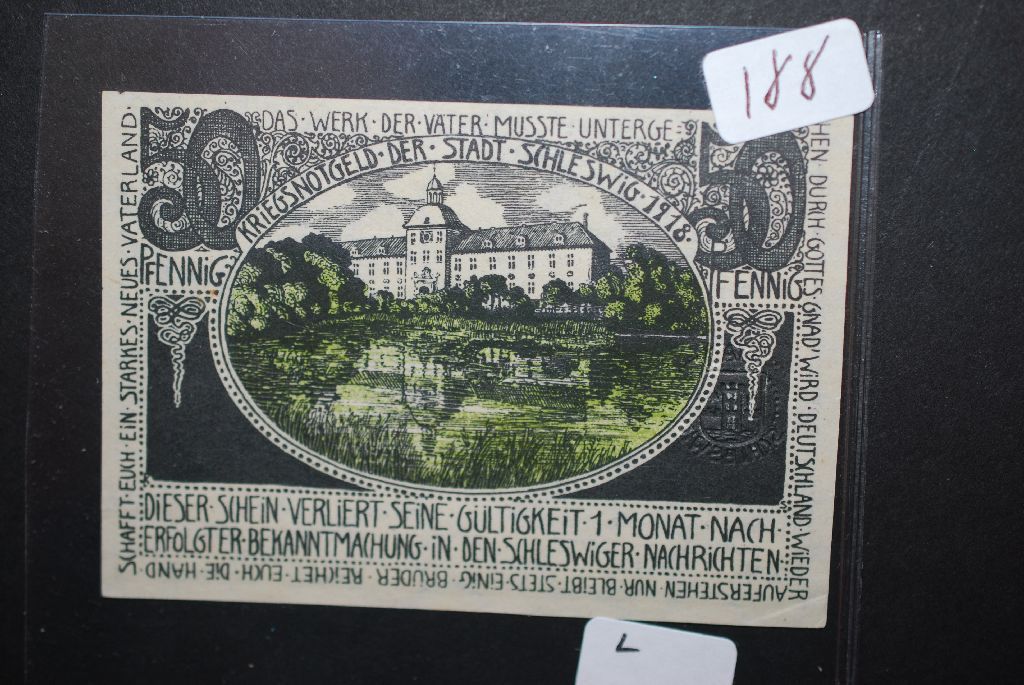 188
DAS·WERK·DER·VATER·MUSSTE·UNTERGE=
HEN·DURCH·GOTTES·GNAD'WIRD·DEUTSCHLAND·WIEDER
AUFERSTEHEN·NUR·BLEIBT·STETS·EINIG·BRÜDER·REICHET·EUCH·DIE·HAND
SCHAFFT·EUCH·EIN·STARKES·NEUES·VATERLAND·
50
50
KRIEGSNOTGELD·DER·STADT·SCHLESWIG·1918·
PFENNIG
PFENNIG
DIESER·SCHEIN·VERLIERT·SEINE·GÜLTIGKEIT·1·MONAT·NACH·
ERFOLGTER·BEKANNTMACHUNG·IN·DEN·SCHLESWIGER·NACHRICHTEN·